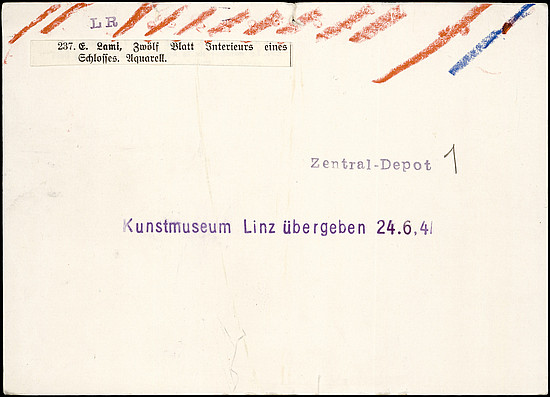 LR
237. E. Lami, Zwölf Blatt Interieurs eines
Schlosses. Aquarell.
Zentral-Depot 1
Kunstmuseum Linz übergeben 24.6,41